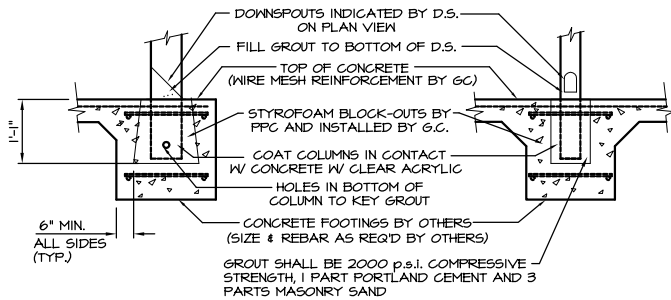 DOWNSPOUTS INDICATED BY D.S.
ON PLAN VIEW
FILL GROUT TO BOTTOM OF D.S.
TOP OF CONCRETE
(WIRE MESH REINFORCEMENT BY GC)
1'-1"
STYROFOAM BLOCK-OUTS BY
PPC AND INSTALLED BY G.C.
COAT COLUMNS IN CONTACT
W/ CONCRETE W/ CLEAR ACRYLIC
HOLES IN BOTTOM OF
COLUMN TO KEY GROUT
6" MIN.
ALL SIDES
(TYP.)
CONCRETE FOOTINGS BY OTHERS
(SIZE & REBAR AS REQ'D BY OTHERS)
GROUT SHALL BE 2000 p.s.i. COMPRESSIVE
STRENGTH, 1 PART PORTLAND CEMENT AND 3
PARTS MASONRY SAND